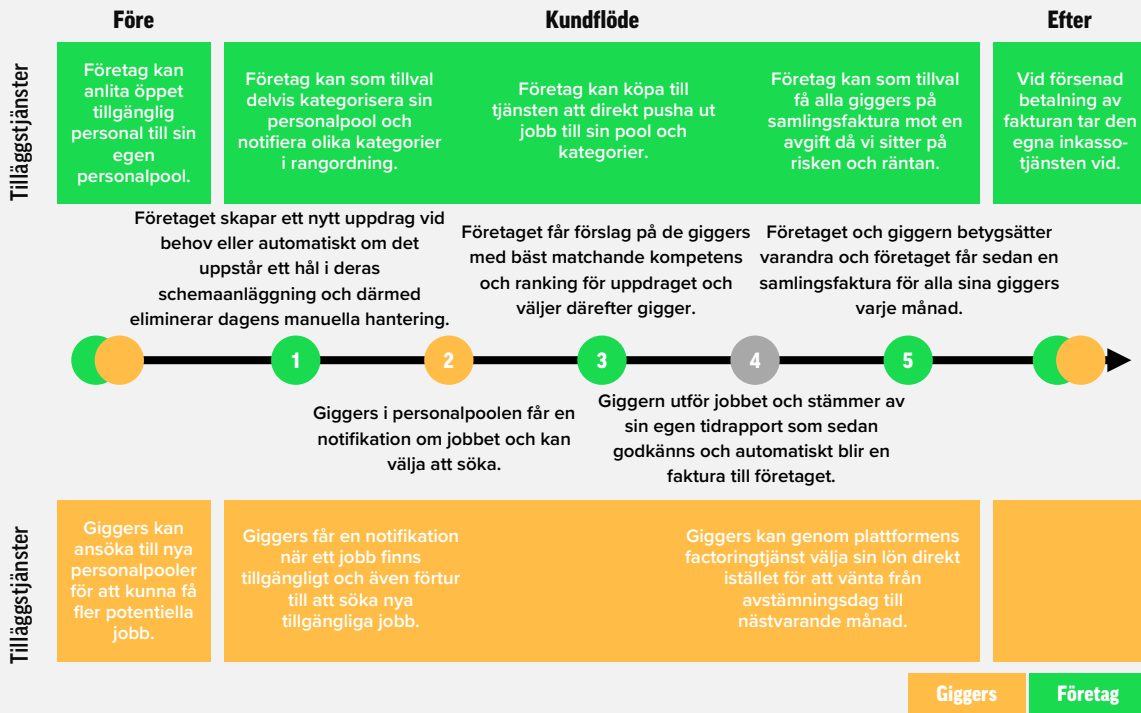 Före
Kundflöde
Efter
Tilläggstjänster
Företag kan
anlita öppet
tillgänglig
personal till sin
egen
personalpool.
Företag kan som tillval
delvis kategorisera sin
personalpool och
notifiera olika kategorier
i rangordning.
Företag kan köpa till
tjänsten att direkt pusha ut
jobb till sin pool och
kategorier.
Företag kan som tillval
få alla giggers på
samlingsfaktura mot en
avgift då vi sitter på
risken och räntan.
Vid försenad
betalning av
fakturan tar den
egna inkasso-
tjänsten vid.
Företaget skapar ett nytt uppdrag vid
behov eller automatiskt om det
uppstår ett hål i deras
schemaanläggning och därmed
eliminerar dagens manuella hantering.
Företaget får förslag på de giggers
med bäst matchande kompetens
och ranking för uppdraget och
väljer därefter gigger.
Företaget och giggern betygsätter
varandra och företaget får sedan en
samlingsfaktura för alla sina giggers
varje månad.
1
2
3
4
5
Giggers i personalpoolen får en
notifikation om jobbet och kan
välja att söka.
Giggern utför jobbet och stämmer av
sin egen tidrapport som sedan
godkänns och automatiskt blir en
faktura till företaget.
Tilläggstjänster
Giggers kan
ansöka till nya
personalpooler
för att kunna få
fler potentiella
jobb.
Giggers får en notifikation
när ett jobb finns
tillgängligt och även förtur
till att söka nya
tillgängliga jobb.
Giggers kan genom plattformens
factoringtjänst välja sin lön direkt
istället för att vänta från
avstämningsdag till
nästvarande månad.
Giggers
Företag